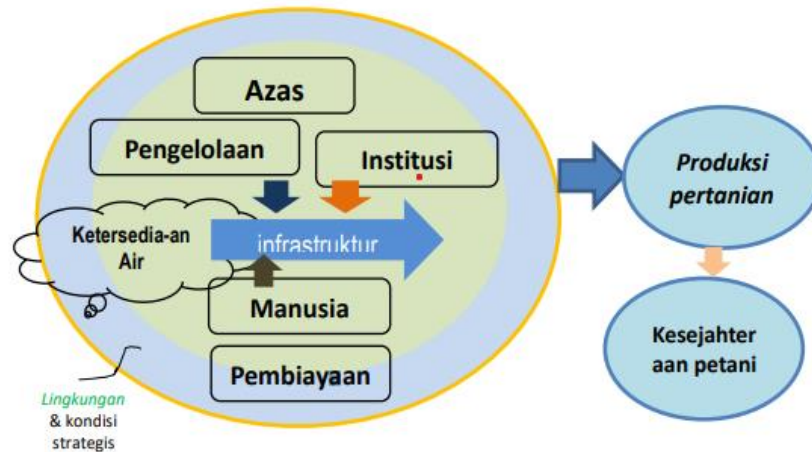 Azas
Pengelolaan
Institusi
Ketersedia-an
Air
infrastruktur
Manusia
Pembiayaan
Lingkungan
& kondisi
strategis
Produksi
pertanian
Kesejahter
aan petani